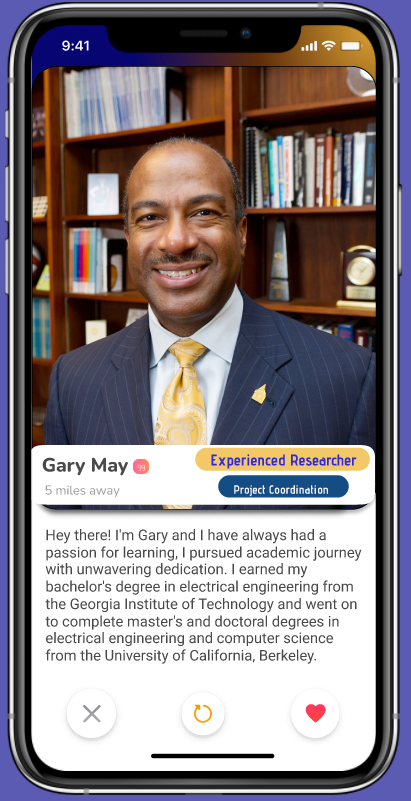 9:41
Gary May 99
Experienced Researcher
5 miles away
Project Coordination
Hey there! I'm Gary and I have always had a
passion for learning, I pursued academic journey
with unwavering dedication. I earned my
bachelor's degree in electrical engineering from
the Georgia Institute of Technology and went on
to complete master's and doctoral degrees in
electrical engineering and computer science
from the University of California, Berkeley.